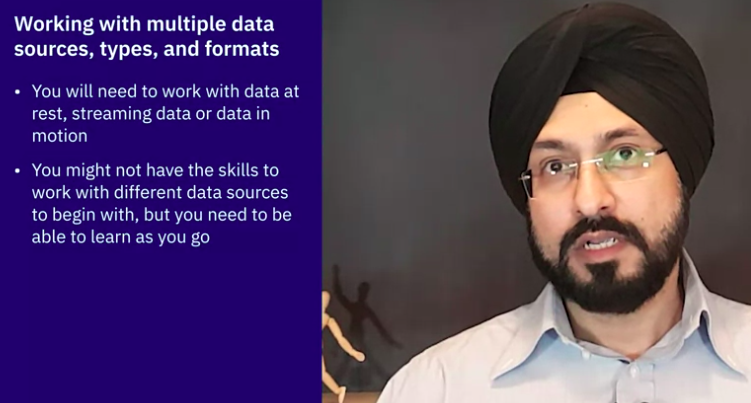 Working with multiple data
sources, types, and formats
• You will need to work with data at
rest, streaming data or data in
motion
• You might not have the skills to
work with different data sources
to begin with, but you need to be
able to learn as you go